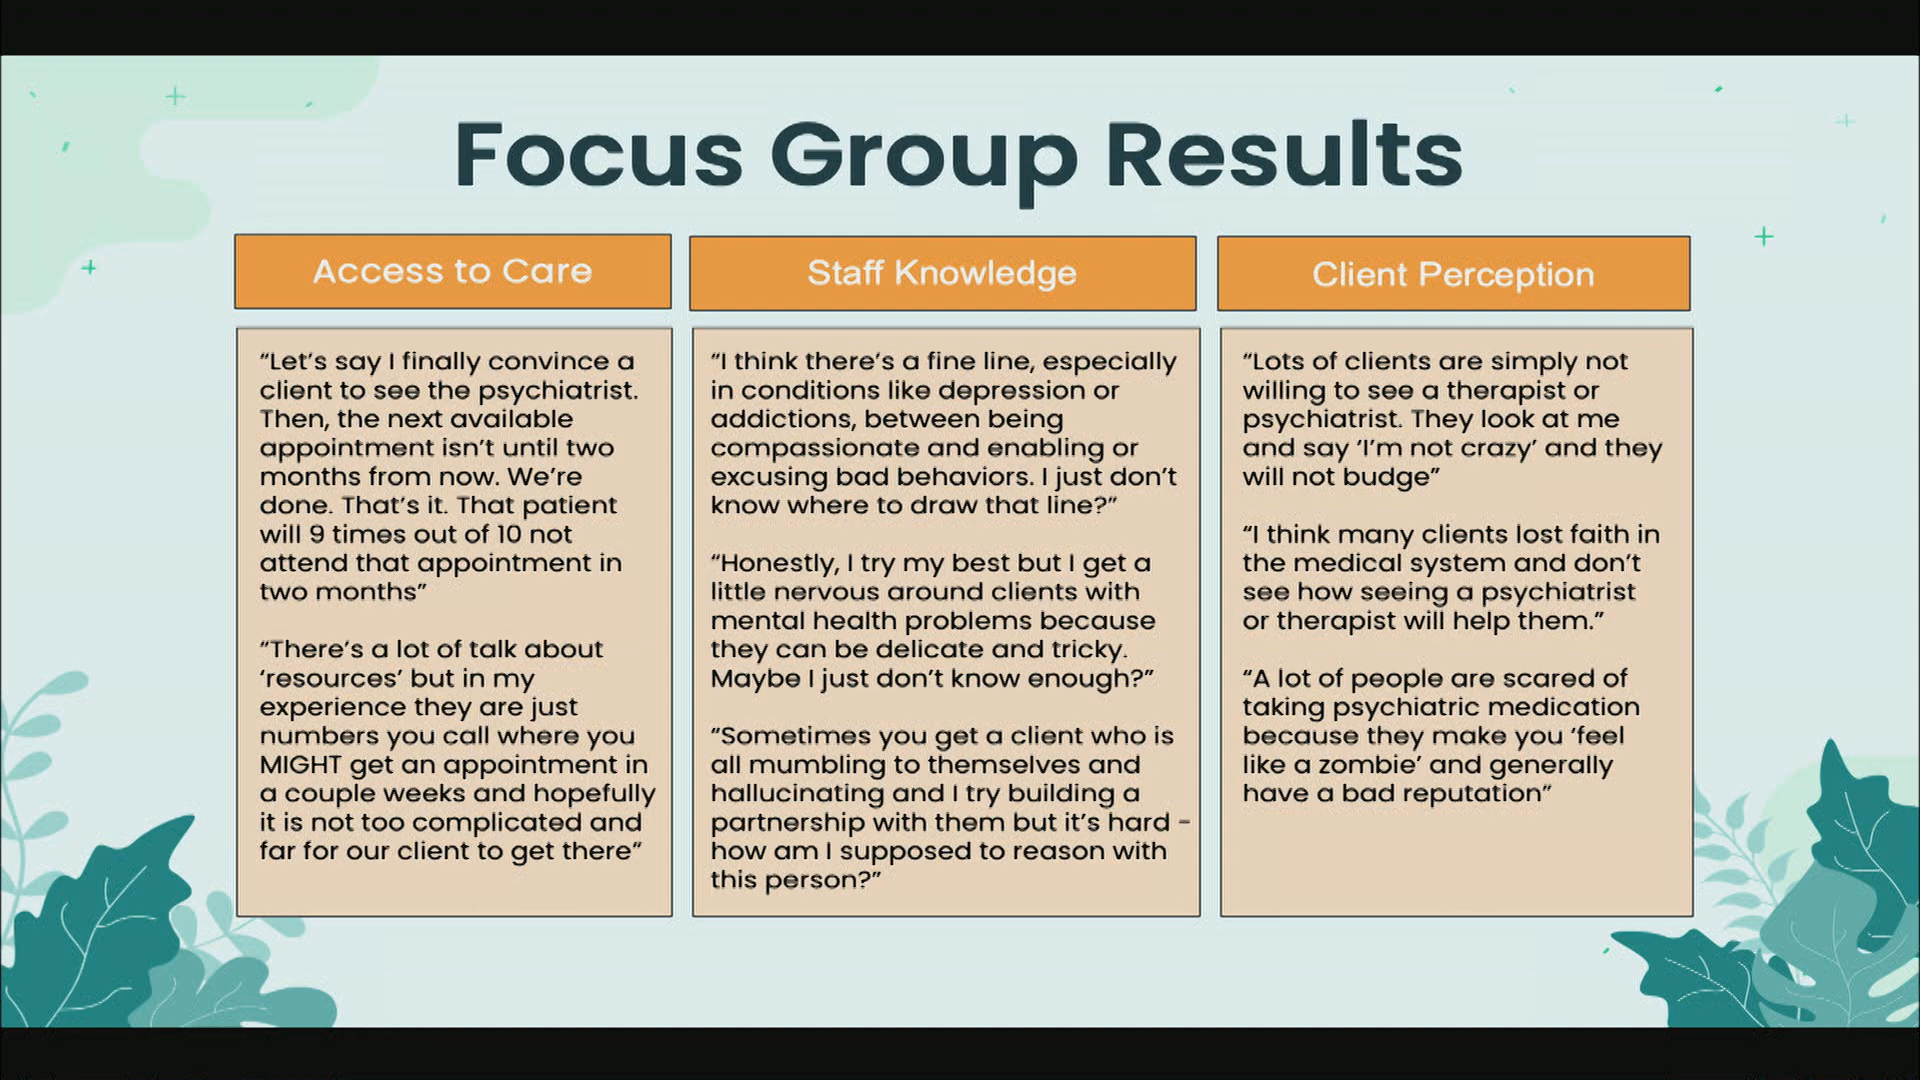 Focus Group Results
Access to Care
“Let’s say I finally convince a
client to see the psychiatrist.
Then, the next available
appointment isn’t until two
months from now. We’re
done. That’s it. That patient
will 9 times out of 10 not
attend that appointment in
two months”
“There’s a lot of talk about
‘resources’ but in my
experience they are just
numbers you call where you
MIGHT get an appointment in
a couple weeks and hopefully
it is not too complicated and
far for our client to get there”
Staff Knowledge
“I think there’s a fine line, especially
in conditions like depression or
addictions, between being
compassionate and enabling or
excusing bad behaviors. I just don’t
know where to draw that line?”
“Honestly, I try my best but I get a
little nervous around clients with
mental health problems because
they can be delicate and tricky.
Maybe I just don’t know enough?”
“Sometimes you get a client who is
all mumbling to themselves and
hallucinating and I try building a
partnership with them but it’s hard -
how am I supposed to reason with
this person?”
Client Perception
“Lots of clients are simply not
willing to see a therapist or
psychiatrist. They look at me
and say ‘I’m not crazy’ and they
will not budge”
“I think many clients lost faith in
the medical system and don’t
see how seeing a psychiatrist
or therapist will help them.”
“A lot of people are scared of
taking psychiatric medication
because they make you ‘feel
like a zombie’ and generally
have a bad reputation”